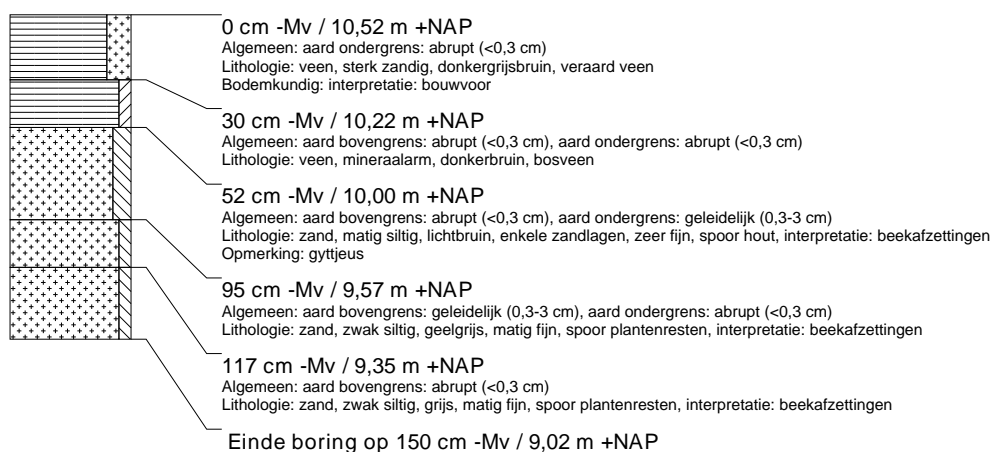 0 cm -Mv / 10,52 m +NAP
Algemeen: aard ondergrens: abrupt (<0,3 cm)
Lithologie: veen, sterk zandig, donkergrijsbruin, veraard veen
Bodemkundig: interpretatie: bouwvoor
30 cm -Mv / 10,22 m +NAP
Algemeen: aard bovengrens: abrupt (<0,3 cm), aard ondergrens: abrupt (<0,3 cm)
Lithologie: veen, mineraalarm, donkerbruin, bosveen
52 cm -Mv / 10,00 m +NAP
Algemeen: aard bovengrens: abrupt (<0,3 cm), aard ondergrens: geleidelijk (0,3-3 cm)
Lithologie: zand, matig siltig, lichtbruin, enkele zandlagen, zeer fijn, spoor hout, interpretatie: beekafzettingen
Opmerking: gyttjeus
95 cm -Mv / 9,57 m +NAP
Algemeen: aard bovengrens: geleidelijk (0,3-3 cm), aard ondergrens: abrupt (<0,3 cm)
Lithologie: zand, zwak siltig, geelgrijs, matig fijn, spoor plantenresten, interpretatie: beekafzettingen
117 cm -Mv / 9,35 m +NAP
Algemeen: aard bovengrens: abrupt (<0,3 cm)
Lithologie: zand, zwak siltig, grijs, matig fijn, spoor plantenresten, interpretatie: beekafzettingen
Einde boring op 150 cm -Mv / 9,02 m +NAP